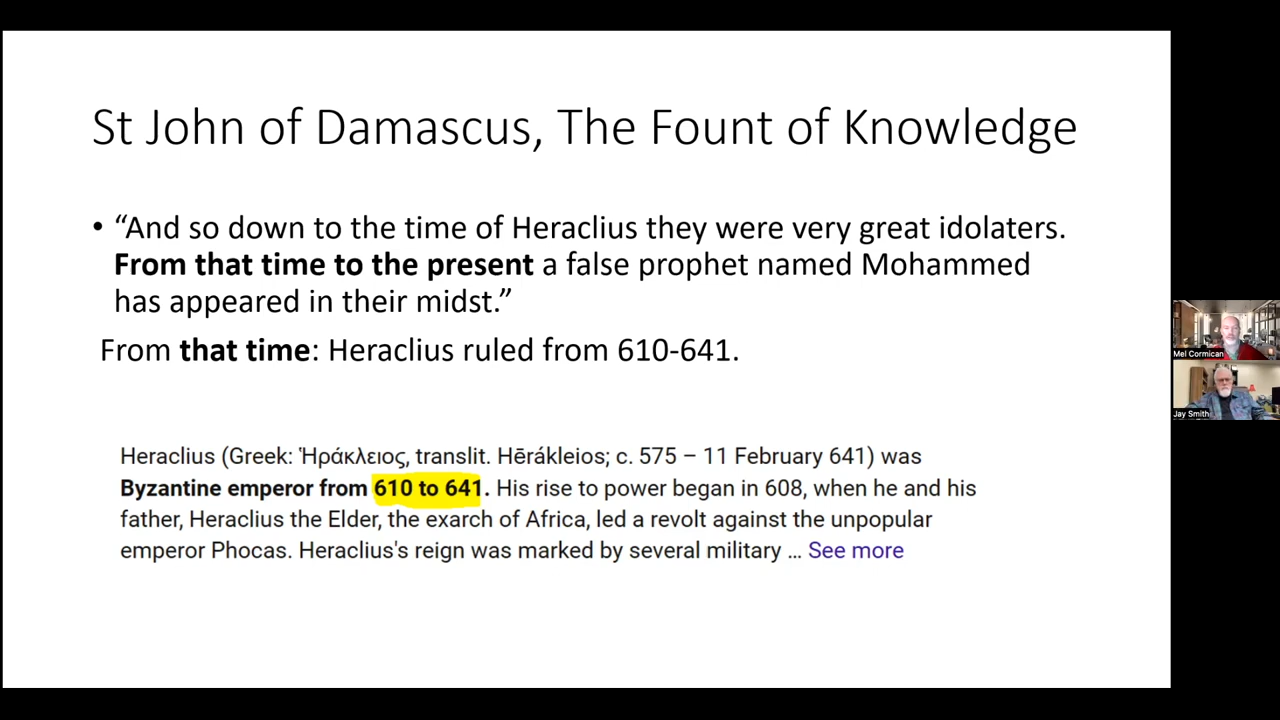 St John of Damascus, The Fount of Knowledge
• “And so down to the time of Heraclius they were very great idolaters.
From that time to the present a false prophet named Mohammed
has appeared in their midst.”
From that time: Heraclius ruled from 610-641.
Heraclius (Greek: Ἡράκλειος, translit. Hērákleios; c. 575 – 11 February 641) was
Byzantine emperor from 610 to 641. His rise to power began in 608, when he and his
father, Heraclius the Elder, the exarch of Africa, led a revolt against the unpopular
emperor Phocas. Heraclius's reign was marked by several military ... See more
Mel Cormican
Jay Smith